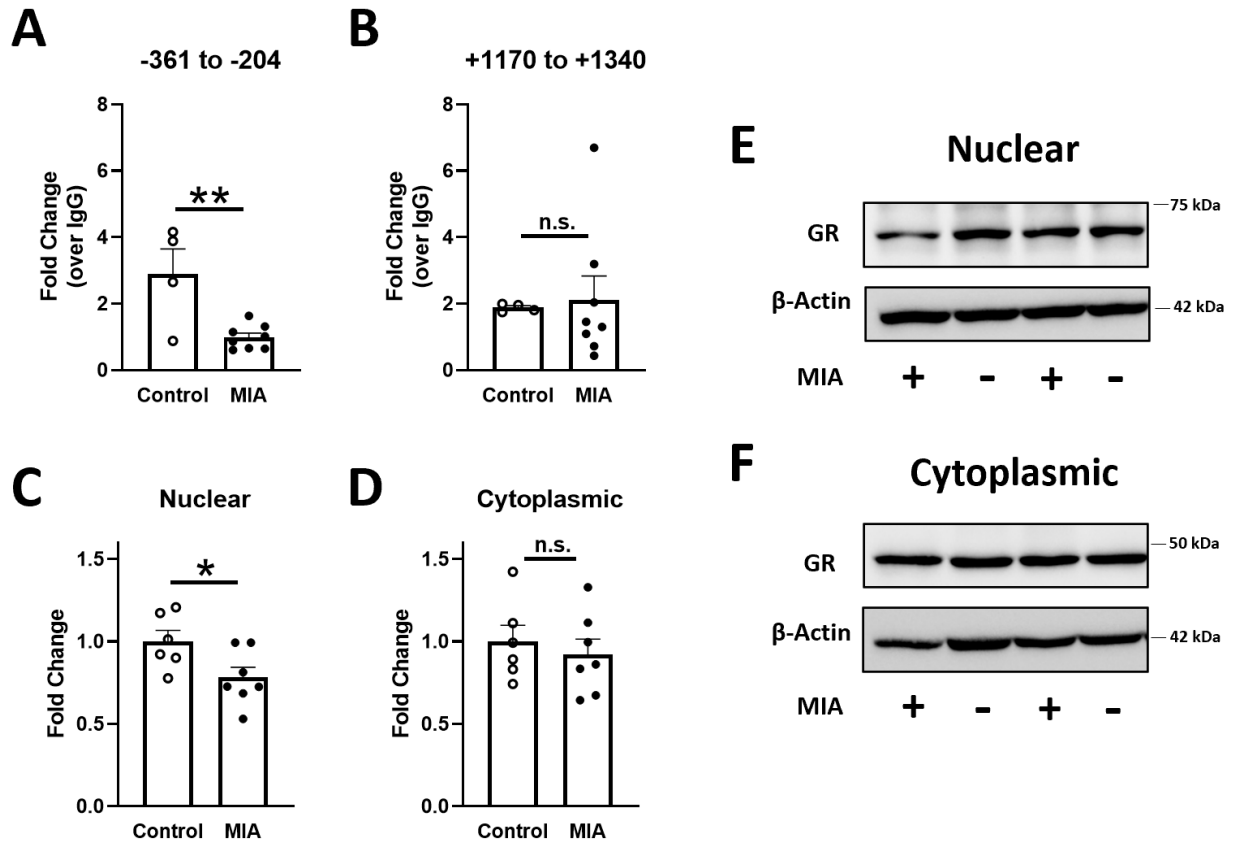 A
-361 to -204
Fold Change
(over IgG)
8
6
4
2
0
**
Control MIA
B
+1170 to +1340
Fold Change
(over IgG)
8
6
4
2
0
n.s.
Control MIA
C
Nuclear
Fold Change
1.5
1.0
0.5
0.0
*
Control MIA
D
Cytoplasmic
Fold Change
1.5
1.0
0.5
0.0
n.s.
Control MIA
E
Nuclear
75 kDa
GR
β-Actin
42 kDa
MIA + - + -
F
Cytoplasmic
50 kDa
GR
β-Actin
42 kDa
MIA + - + -